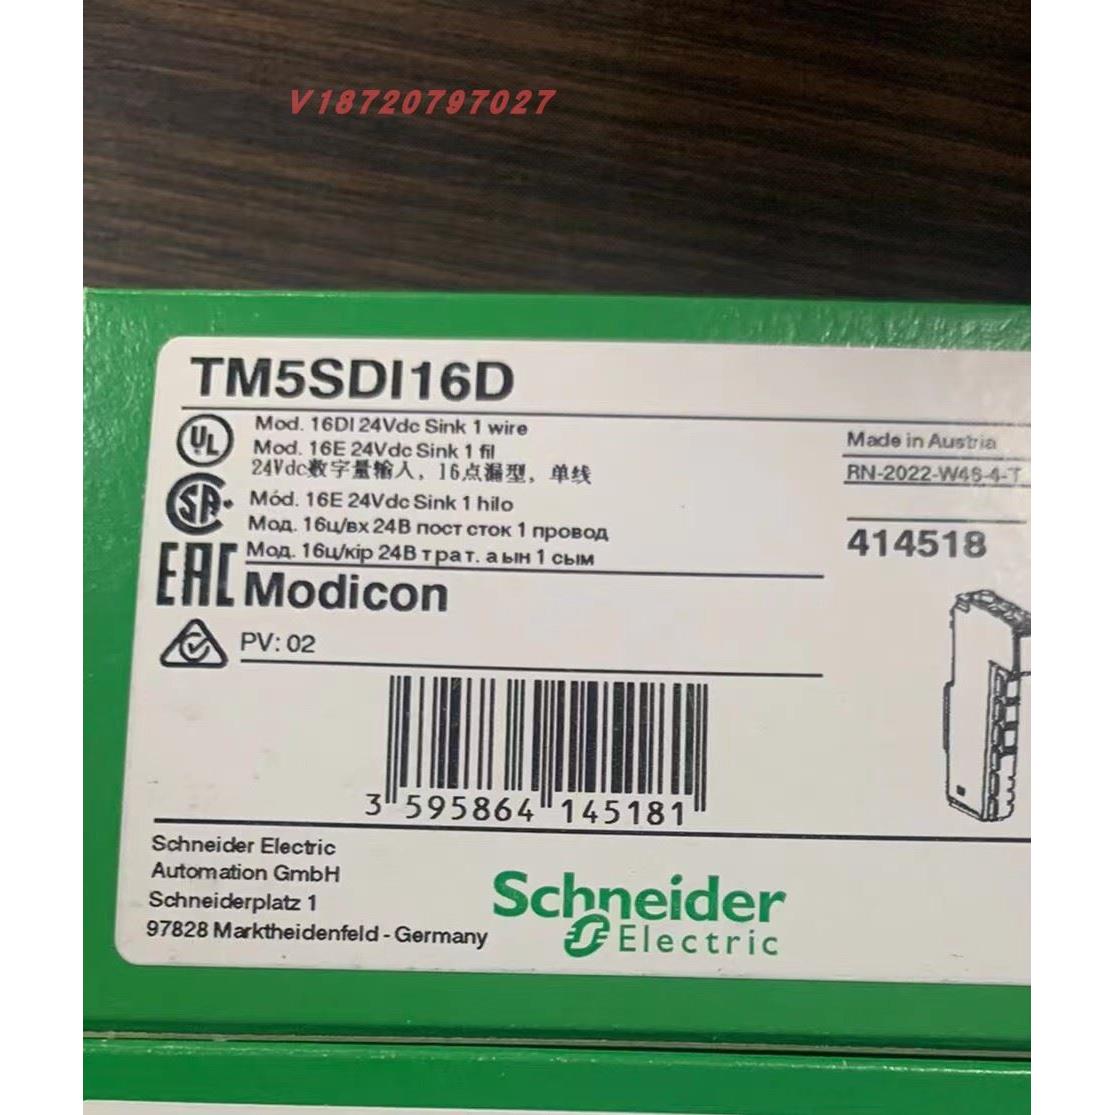 V18720797027
TM5SDI16D
UL
Mod. 16DI 24Vdc Sink 1 wire
Mod. 16E 24Vdc Sink 1 fil
24Vdc数字量输入，16点漏型，单线
SA
Mód. 16E 24Vdc Sink 1 hilo
Мод. 16ц/вх 24В пост сток 1 провод
Мод. 16ц/кір 24В т рат. а ын 1 сым
EAC
Modicon
PV: 02
Made in Austria
RN-2022-W46-4-T
414518
3 595864 145181
Schneider Electric
Automation GmbH
Schneiderplatz 1
97828 Marktheidenfeld - Germany
Schneider
Electric